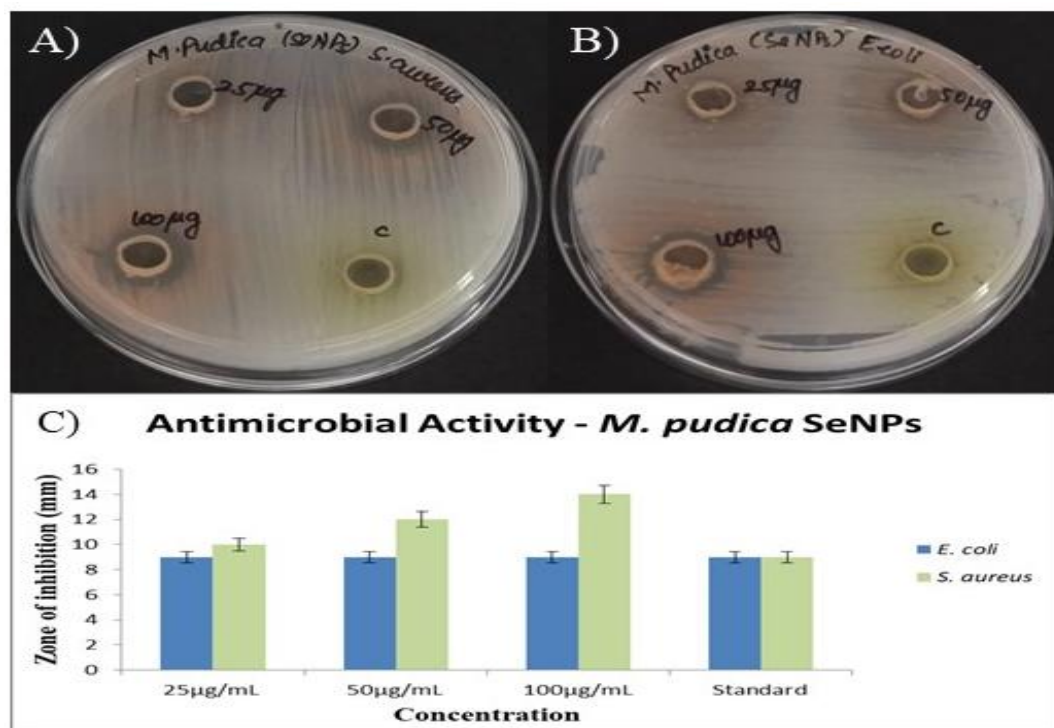 A)
M. Pudica (SeNPs) S. aureus
25µg
50µg
100µg
C
B)
M. Pudica (SeNPs) E.coli
25µg
50µg
100µg
C
C)
Antimicrobial Activity - M. pudica SeNPs
Zone of inhibition (mm)
16
14
12
10
8
6
4
2
0
25µg/mL
50µg/mL
100µg/mL
Standard
Concentration
E. coli
S. aureus